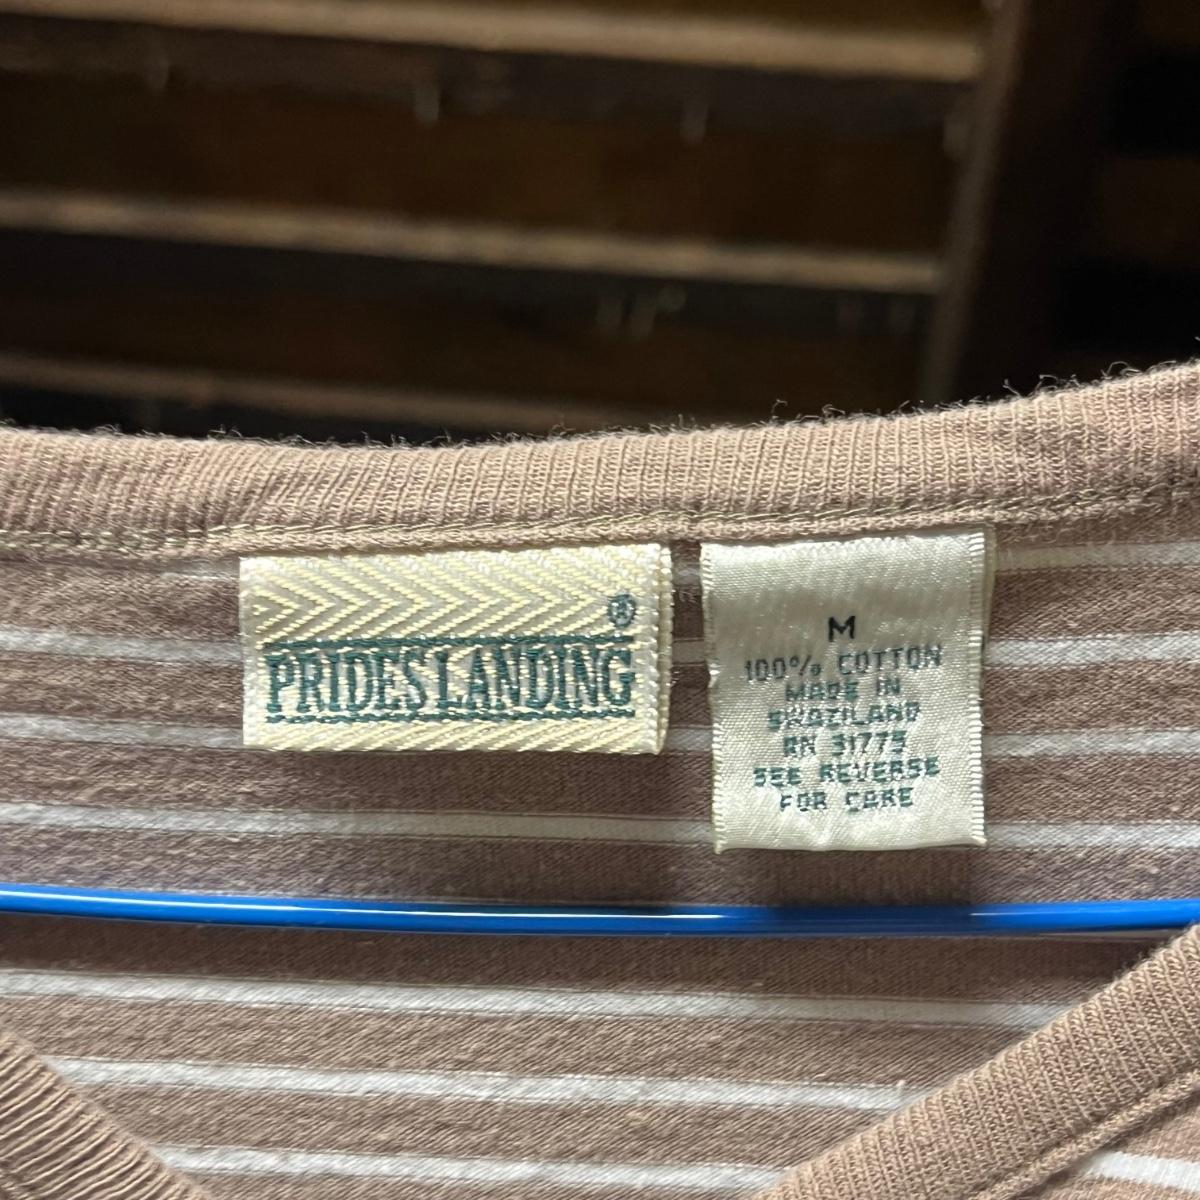 ®
PRIDES LANDING
M
100% COTTON
MADE IN
SWAZILAND
RN 31775
SEE REVERSE
FOR CARE